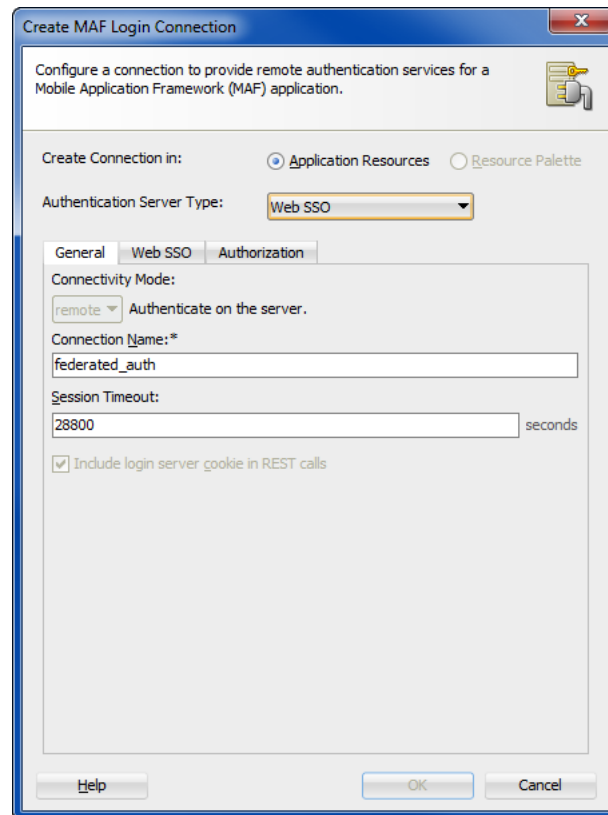 Create MAF Login Connection
Configure a connection to provide remote authentication services for a
Mobile Application Framework (MAF) application.
Create Connection in: Application Resources Resource Palette
Authentication Server Type: Web SSO
General Web SSO Authorization
Connectivity Mode:
remote Authenticate on the server.
Connection Name:*
federated_auth
Session Timeout:
28800 seconds
Include login server cookie in REST calls
Help OK Cancel